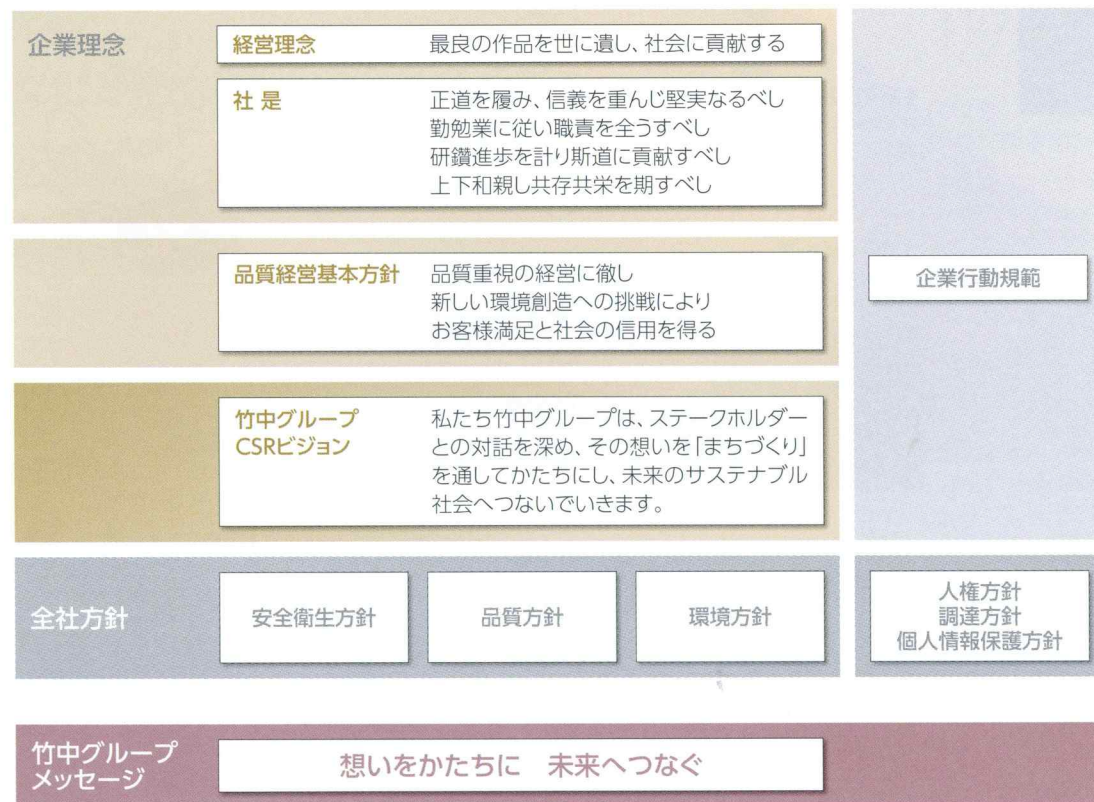 企業理念
経営理念 最良の作品を世に遺し、社会に貢献する
社 是 正道を履み、信義を重んじ堅実なるべし
勤勉業に従い職責を全うすべし
研鑽進歩を計り斯道に貢献すべし
上下和親し共存共栄を期すべし
品質経営基本方針 品質重視の経営に徹し
新しい環境創造への挑戦により
お客様満足と社会の信用を得る
企業行動規範
竹中グループ
CSRビジョン
私たち竹中グループは、ステークホルダー
との対話を深め、その想いを「まちづくり」
を通してかたちにし、未来のサステナブル
社会へつないでいきます。
全社方針
安全衛生方針
品質方針
環境方針
人権方針
調達方針
個人情報保護方針
竹中グループ
メッセージ
想いをかたちに 未来へつなぐ